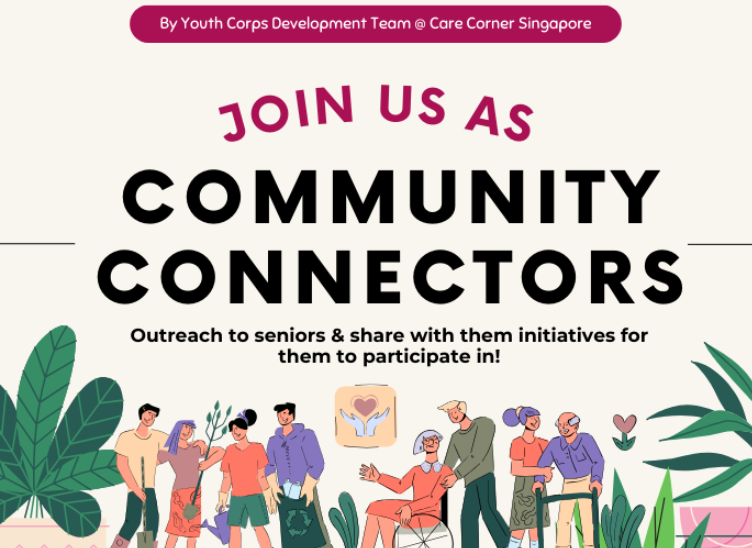 By Youth Corps Development Team @ Care Corner Singapore
JOIN US AS
COMMUNITY
CONNECTORS
Outreach to seniors & share with them initiatives for
them to participate in!